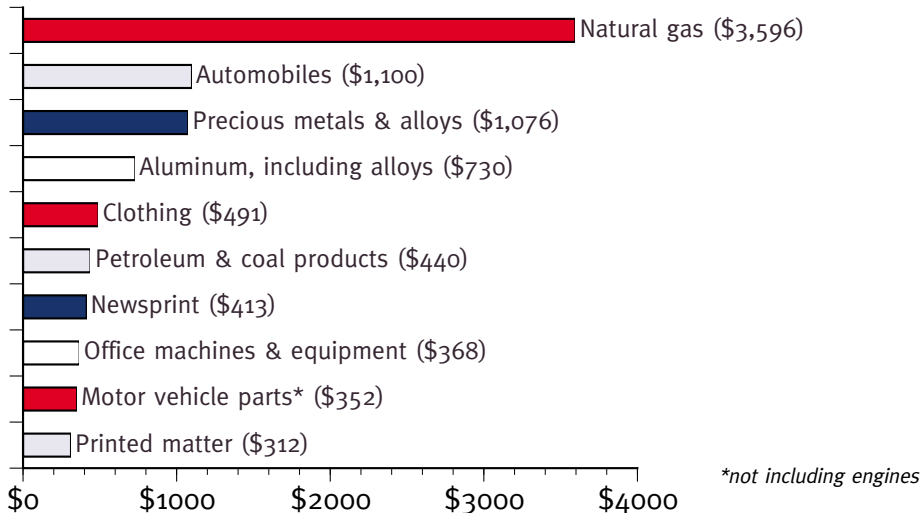 Natural gas ($3,596)
Automobiles ($1,100)
Precious metals & alloys ($1,076)
Aluminum, including alloys ($730)
Clothing ($491)
Petroleum & coal products ($440)
Newsprint ($413)
Office machines & equipment ($368)
Motor vehicle parts* ($352)
Printed matter ($312)
$0 $1000 $2000 $3000 $4000
*not including engines